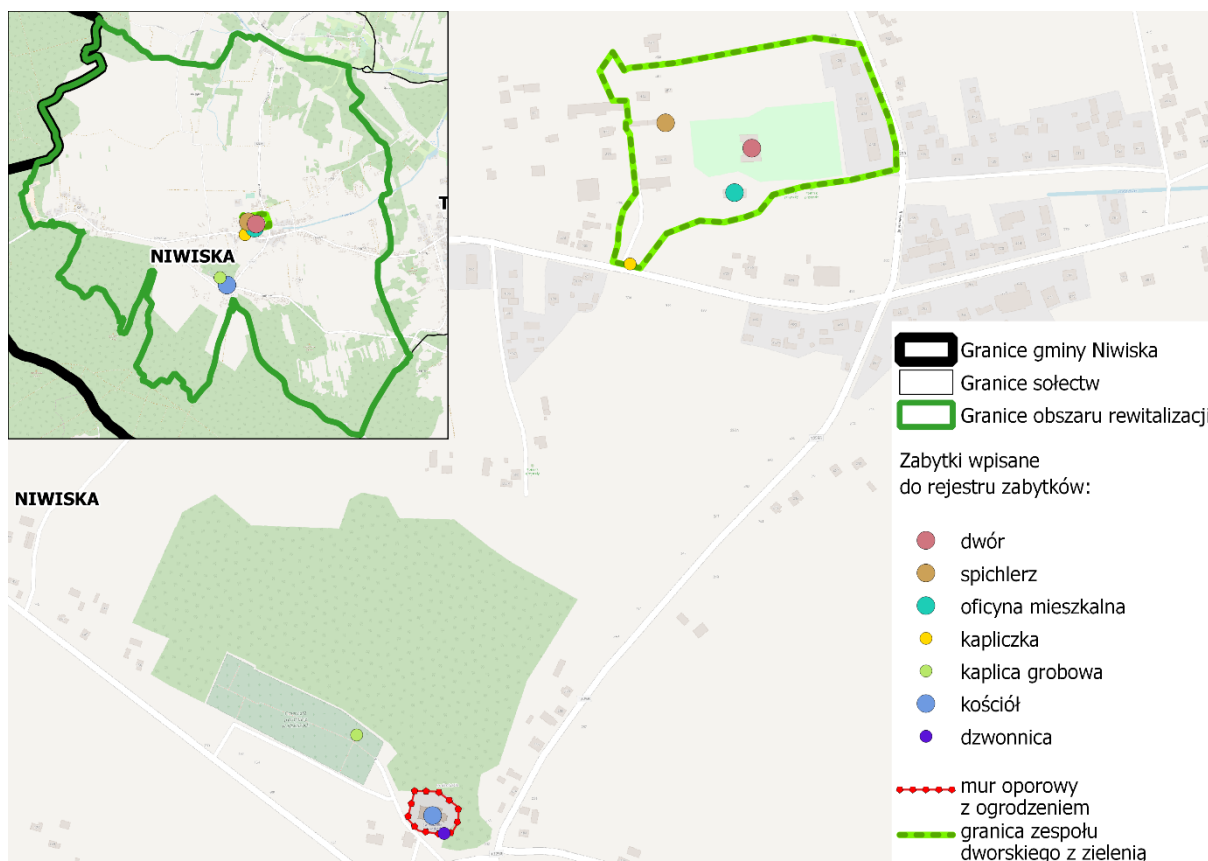 NIWISKA
T
NIWISKA
Granice gminy Niwiska
Granice sołectw
Granice obszaru rewitalizacji
Zabytki wpisane
do rejestru zabytków:
dwór
spichlerz
oficyna mieszkalna
kapliczka
kaplica grobowa
kościół
dzwonnica
mur oporowy
z ogrodzeniem
granica zespołu
dworskiego z zielenią